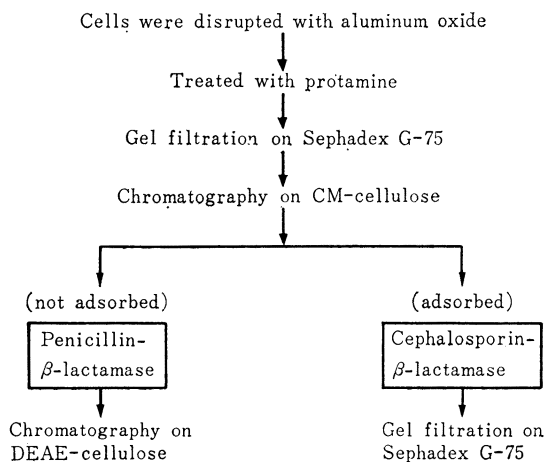 Cells were disrupted with aluminum oxide
Treated with protamine
Gel filtration on Sephadex G-75
Chromatography on CM-cellulose
(not adsorbed)
Penicillin-
β-lactamase
Chromatography on
DEAE-cellulose
(adsorbed)
Cephalosporin-
β-lactamase
Gel filtration on
Sephadex G-75